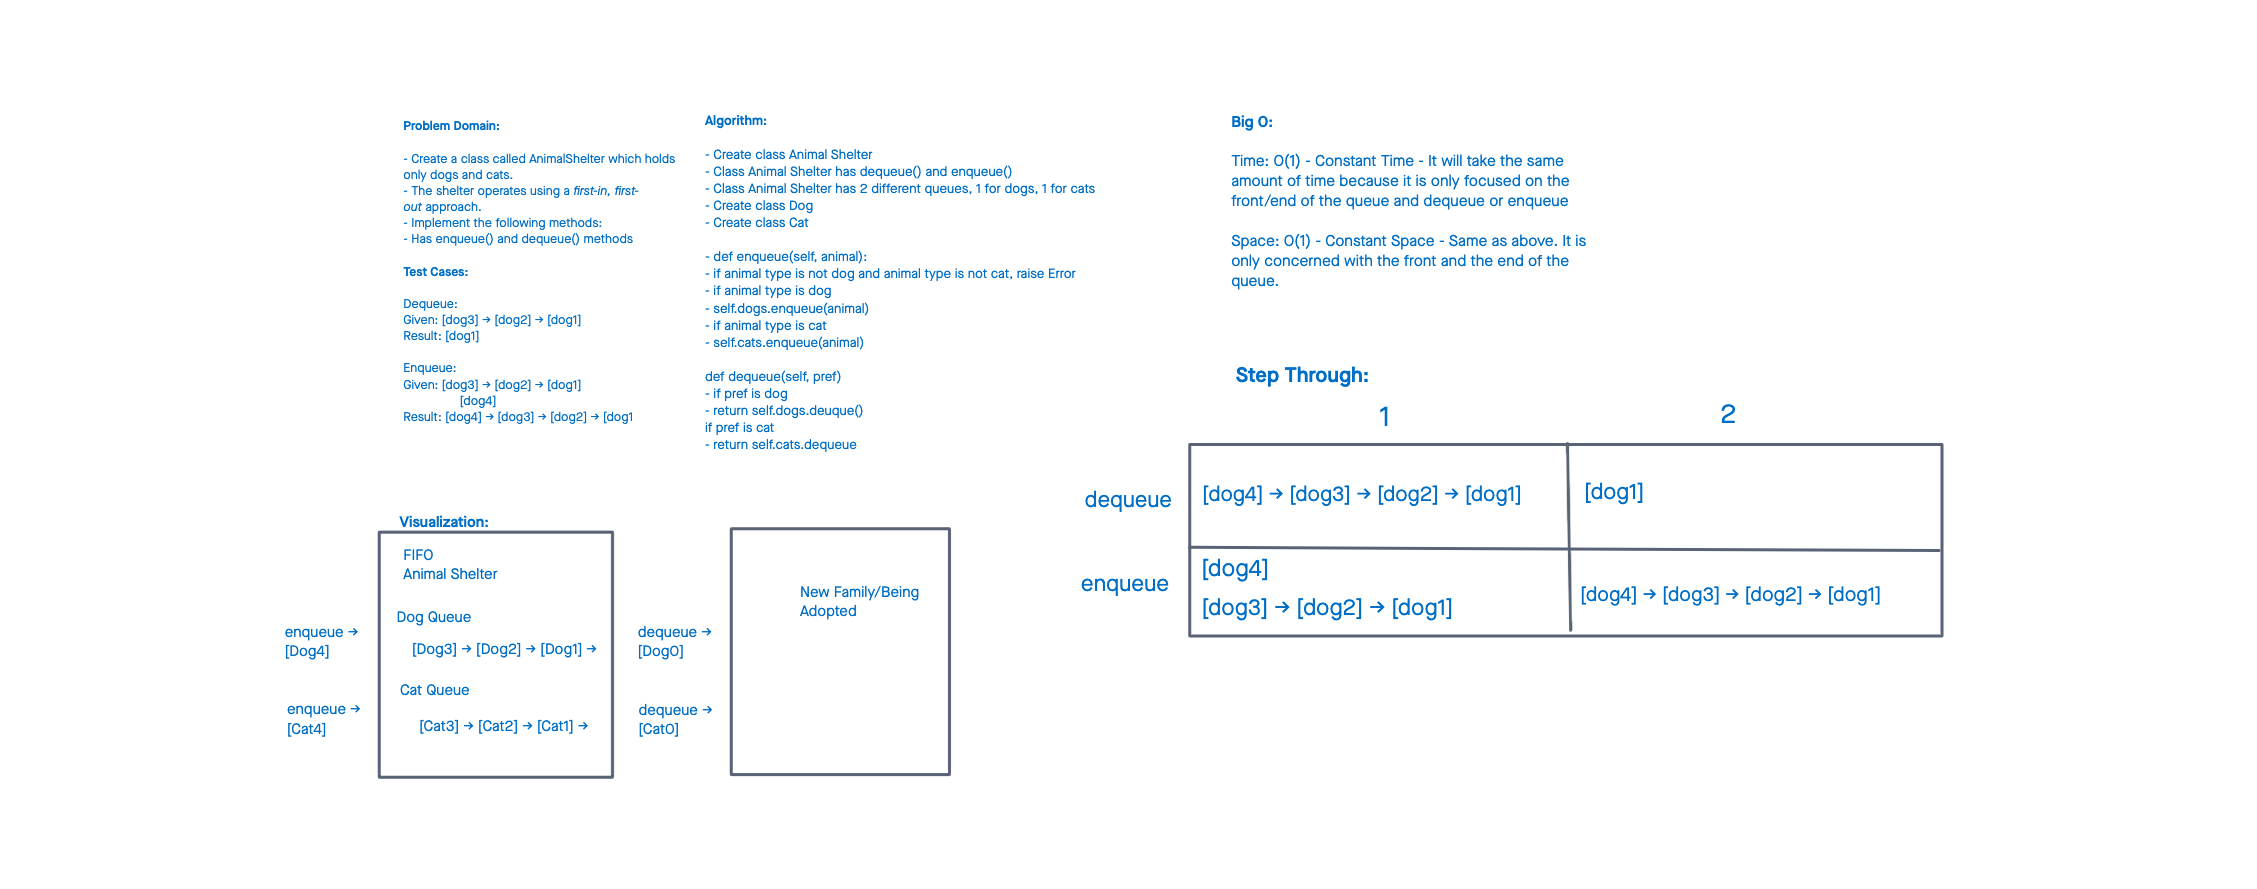 Problem Domain:
- Create a class called AnimalShelter which holds
only dogs and cats.
- The shelter operates using a first-in, first-
out approach.
- Implement the following methods:
- Has enqueue() and dequeue() methods
Test Cases:
Dequeue:
Given: [dog3] → [dog2] → [dog1]
Result: [dog1]
Enqueue:
Given: [dog3] → [dog2] → [dog1]
[dog4]
Result: [dog4] → [dog3] → [dog2] → [dog1
Algorithm:
- Create class Animal Shelter
- Class Animal Shelter has dequeue() and enqueue()
- Class Animal Shelter has 2 different queues, 1 for dogs, 1 for cats
- Create class Dog
- Create class Cat
- def enqueue(self, animal):
- if animal type is not dog and animal type is not cat, raise Error
- if animal type is dog
- self.dogs.enqueue(animal)
- if animal type is cat
- self.cats.enqueue(animal)
def dequeue(self, pref)
- if pref is dog
- return self.dogs.deuque()
if pref is cat
- return self.cats.dequeue
Big O:
Time: O(1) - Constant Time - It will take the same
amount of time because it is only focused on the
front/end of the queue and dequeue or enqueue
Space: O(1) - Constant Space - Same as above. It is
only concerned with the front and the end of the
queue.
Step Through:
1
2
dequeue
[dog4] → [dog3] → [dog2] → [dog1]
[dog1]
enqueue
[dog4]
[dog3] → [dog2] → [dog1]
[dog4] → [dog3] → [dog2] → [dog1]
Visualization:
FIFO
Animal Shelter
Dog Queue
enqueue →
[Dog4]
[Dog3] → [Dog2] → [Dog1] →
Cat Queue
enqueue →
[Cat4]
[Cat3] → [Cat2] → [Cat1] →
dequeue →
[Dog0]
dequeue →
[Cat0]
New Family/Being
Adopted